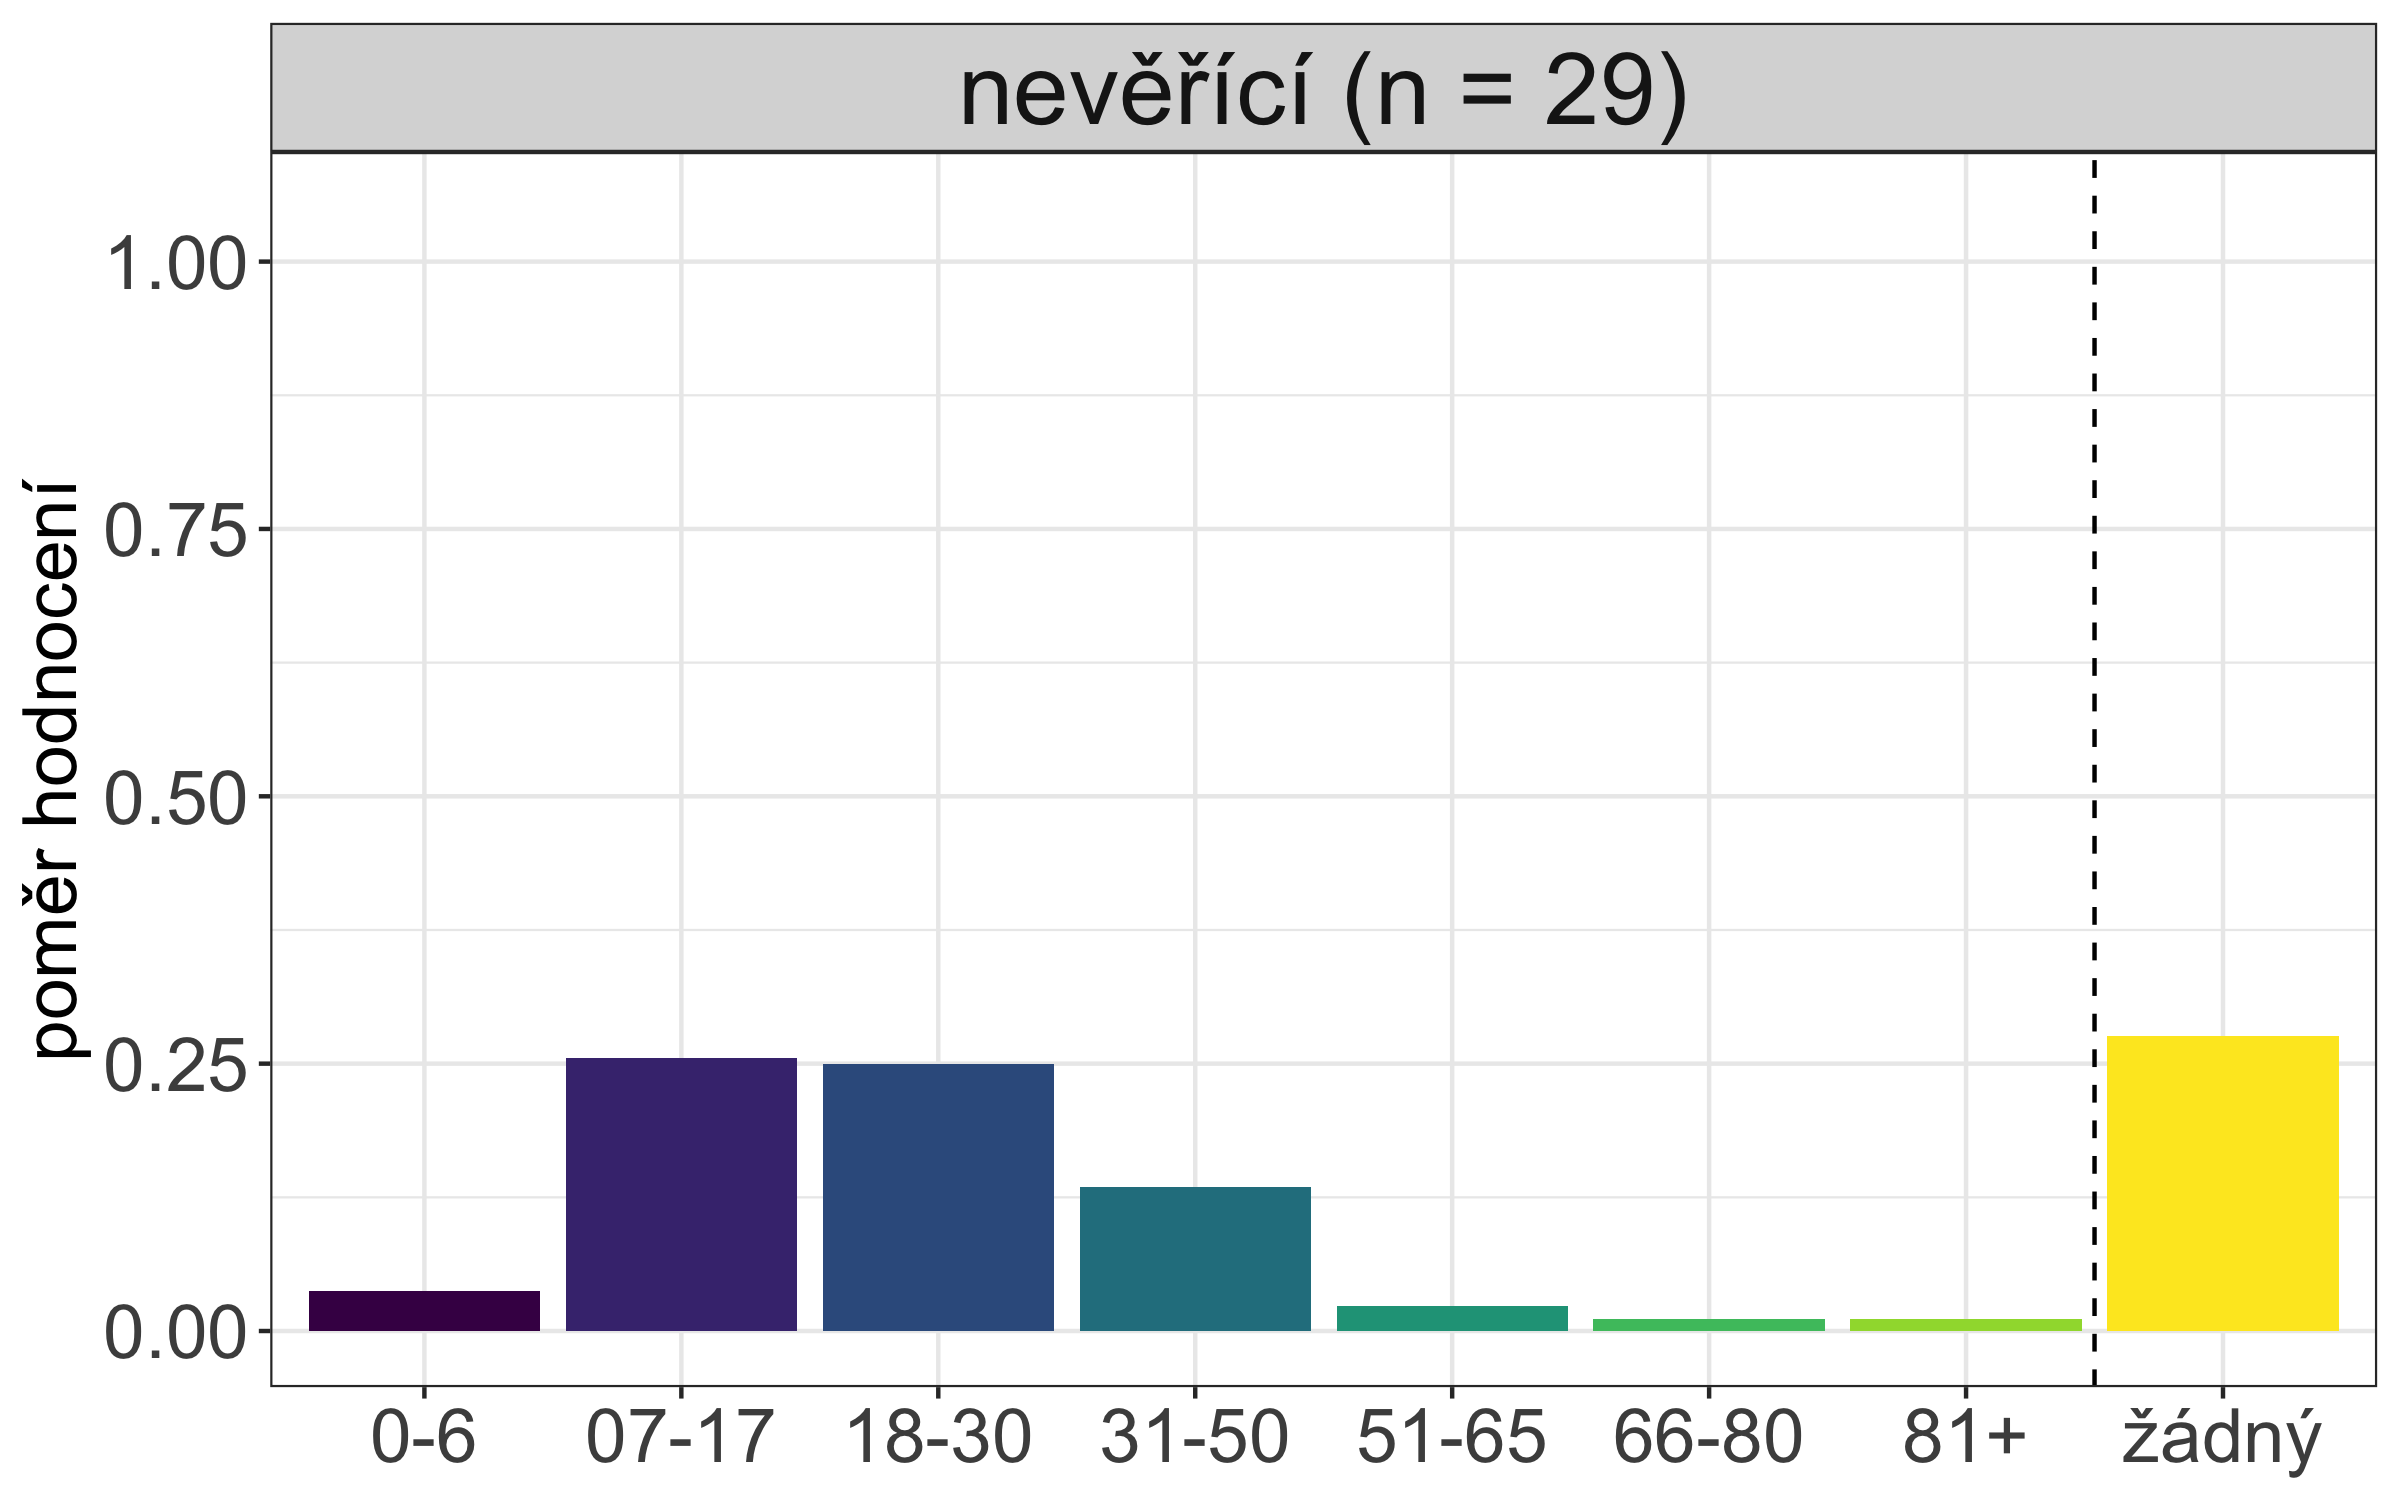 nevěřící (n = 29)
poměr hodnocení
1.00
0.75
0.50
0.25
0.00
0-6 07-17 18-30 31-50 51-65 66-80 81+ žádný